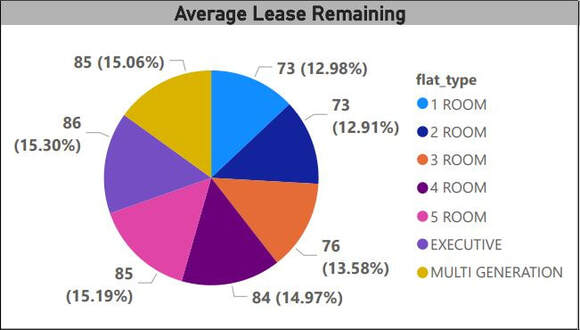 Average Lease Remaining
85 (15.06%)
73 (12.98%)
73
(12.91%)
86
(15.30%)
76
(13.58%)
85
(15.19%)
84 (14.97%)
flat_type
1 ROOM
2 ROOM
3 ROOM
4 ROOM
5 ROOM
EXECUTIVE
MULTI GENERATION